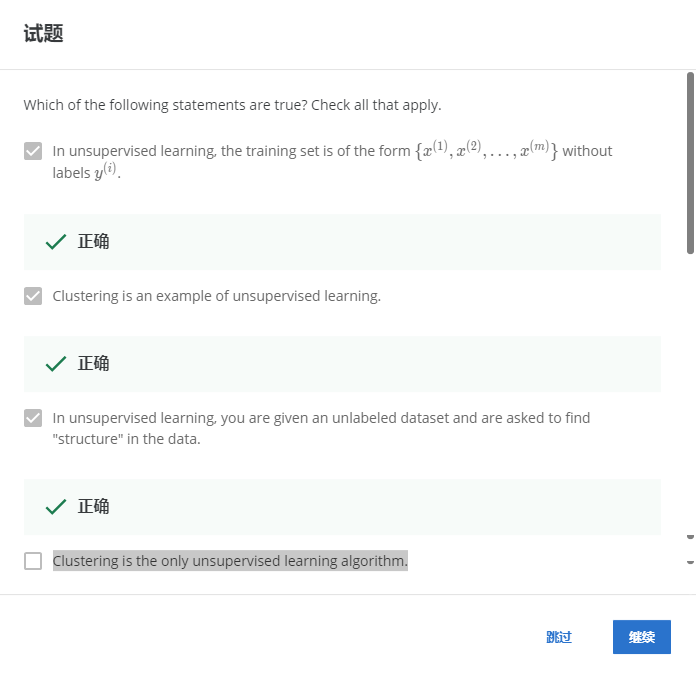 试题
Which of the following statements are true? Check all that apply.
In unsupervised learning, the training set is of the form {x^(1), x^(2), . . . , x^(m)} without
labels y^(i).
正确
Clustering is an example of unsupervised learning.
正确
In unsupervised learning, you are given an unlabeled dataset and are asked to find
"structure" in the data.
正确
Clustering is the only unsupervised learning algorithm.
跳过 继续